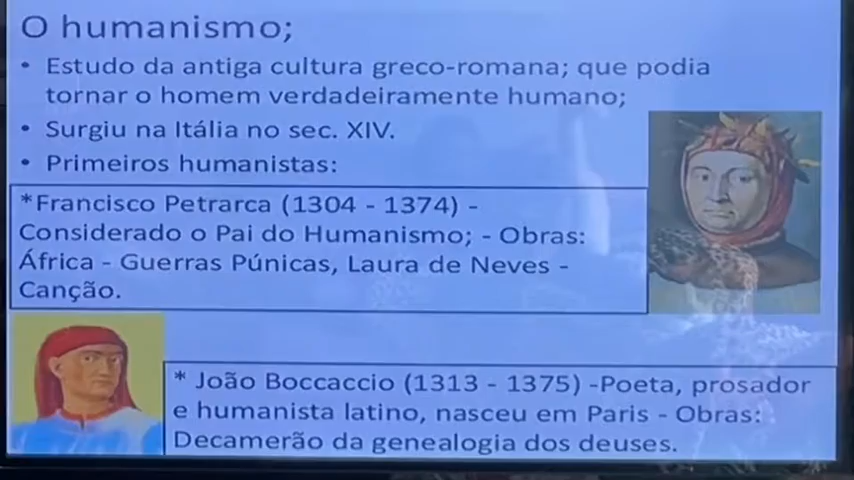 O humanismo;
• Estudo da antiga cultura greco-romana; que podia
tornar o homem verdadeiramente humano;
• Surgiu na Itália no sec. XIV.
• Primeiros humanistas:
*Francisco Petrarca (1304 - 1374) -
Considerado o Pai do Humanismo; - Obras:
África - Guerras Púnicas, Laura de Neves -
Canção.
* João Boccaccio (1313 - 1375) -Poeta, prosador
e humanista latino, nasceu em Paris - Obras:
Decamerão da genealogia dos deuses.